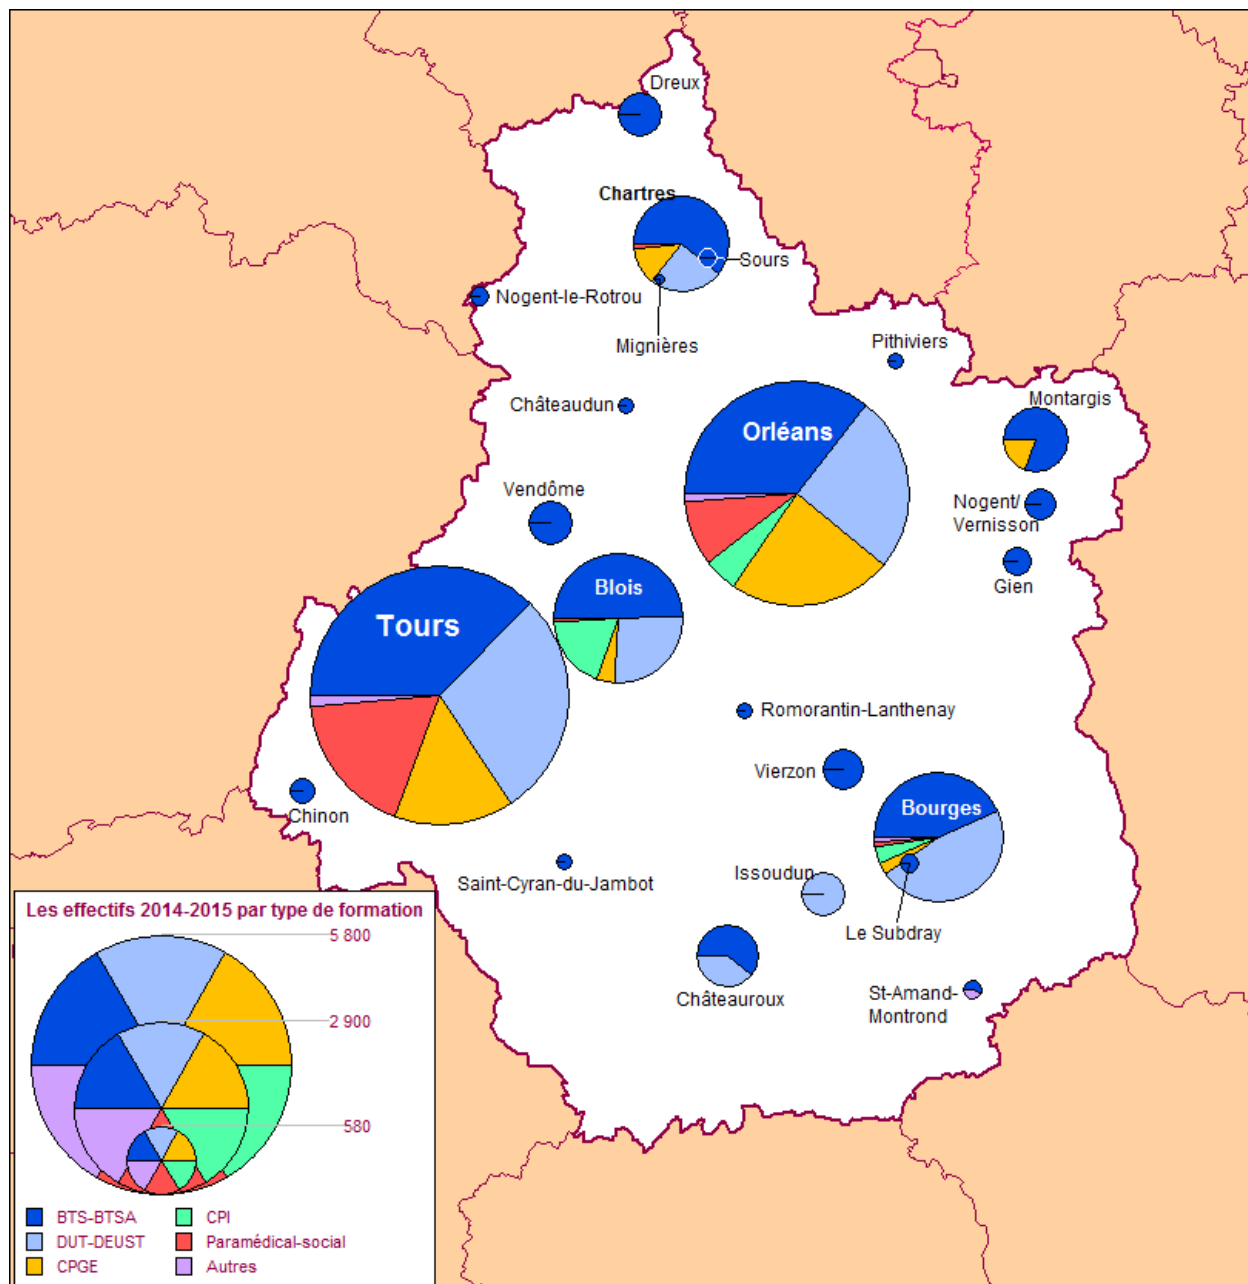 Dreux
Chartres
Sours
Nogent-le-Rotrou
Mignières
Pithiviers
Châteaudun
Montargis
Orléans
Vendôme
Nogent/
Vernisson
Gien
Blois
Tours
Romorantin-Lanthenay
Vierzon
Chinon
Bourges
Saint-Cyran-du-Jambot
Issoudun
Le Subdray
Châteauroux
St-Amand-
Montrond
Les effectifs 2014-2015 par type de formation
5 800
2 900
580
BTS-BTSA
CPI
DUT-DEUST
Paramédical-social
CPGE
Autres